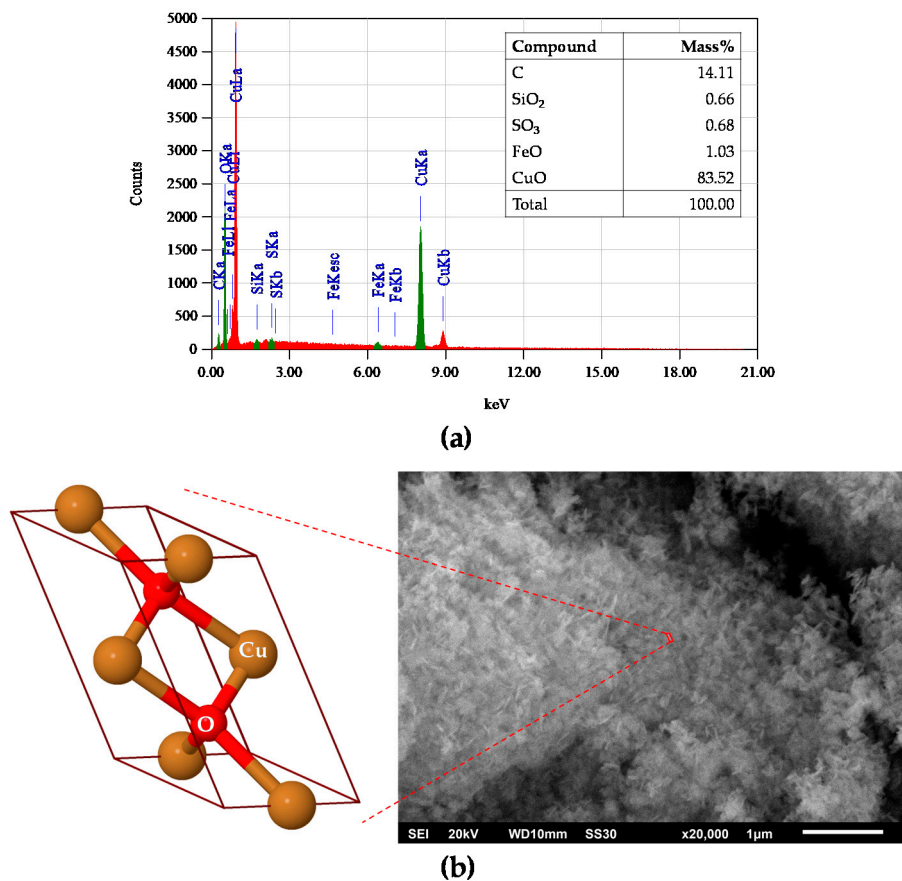 5000
4500
4000
3500
3000
2500
2000
1500
1000
500
0
Counts
0.00 3.00 6.00 9.00 12.00 15.00 18.00 21.00
keV
CKa
OKa
FeLl
FeLa
CuLl
CuLa
SiKa
SKa
SKb
FeKesc
FeKa
FeKb
CuKa
CuKb
Compound Mass%
C 14.11
SiO₂ 0.66
SO₃ 0.68
FeO 1.03
CuO 83.52
Total 100.00
(a)
Cu
O
SEI 20kV WD10mm SS30 x20,000 1μm
(b)